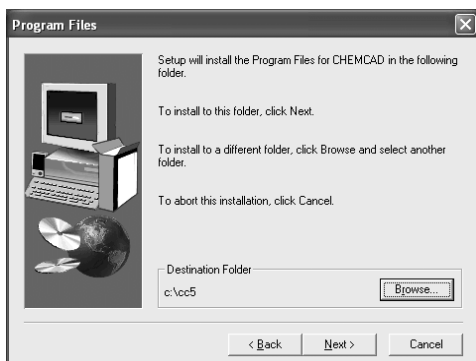 Program Files
Setup will install the Program Files for CHEMCAD in the following
folder.
To install to this folder, click Next.
To install to a different folder, click Browse and select another
folder.
To abort this installation, click Cancel.
Destination Folder
c:\cc5
Browse...
< Back
Next >
Cancel